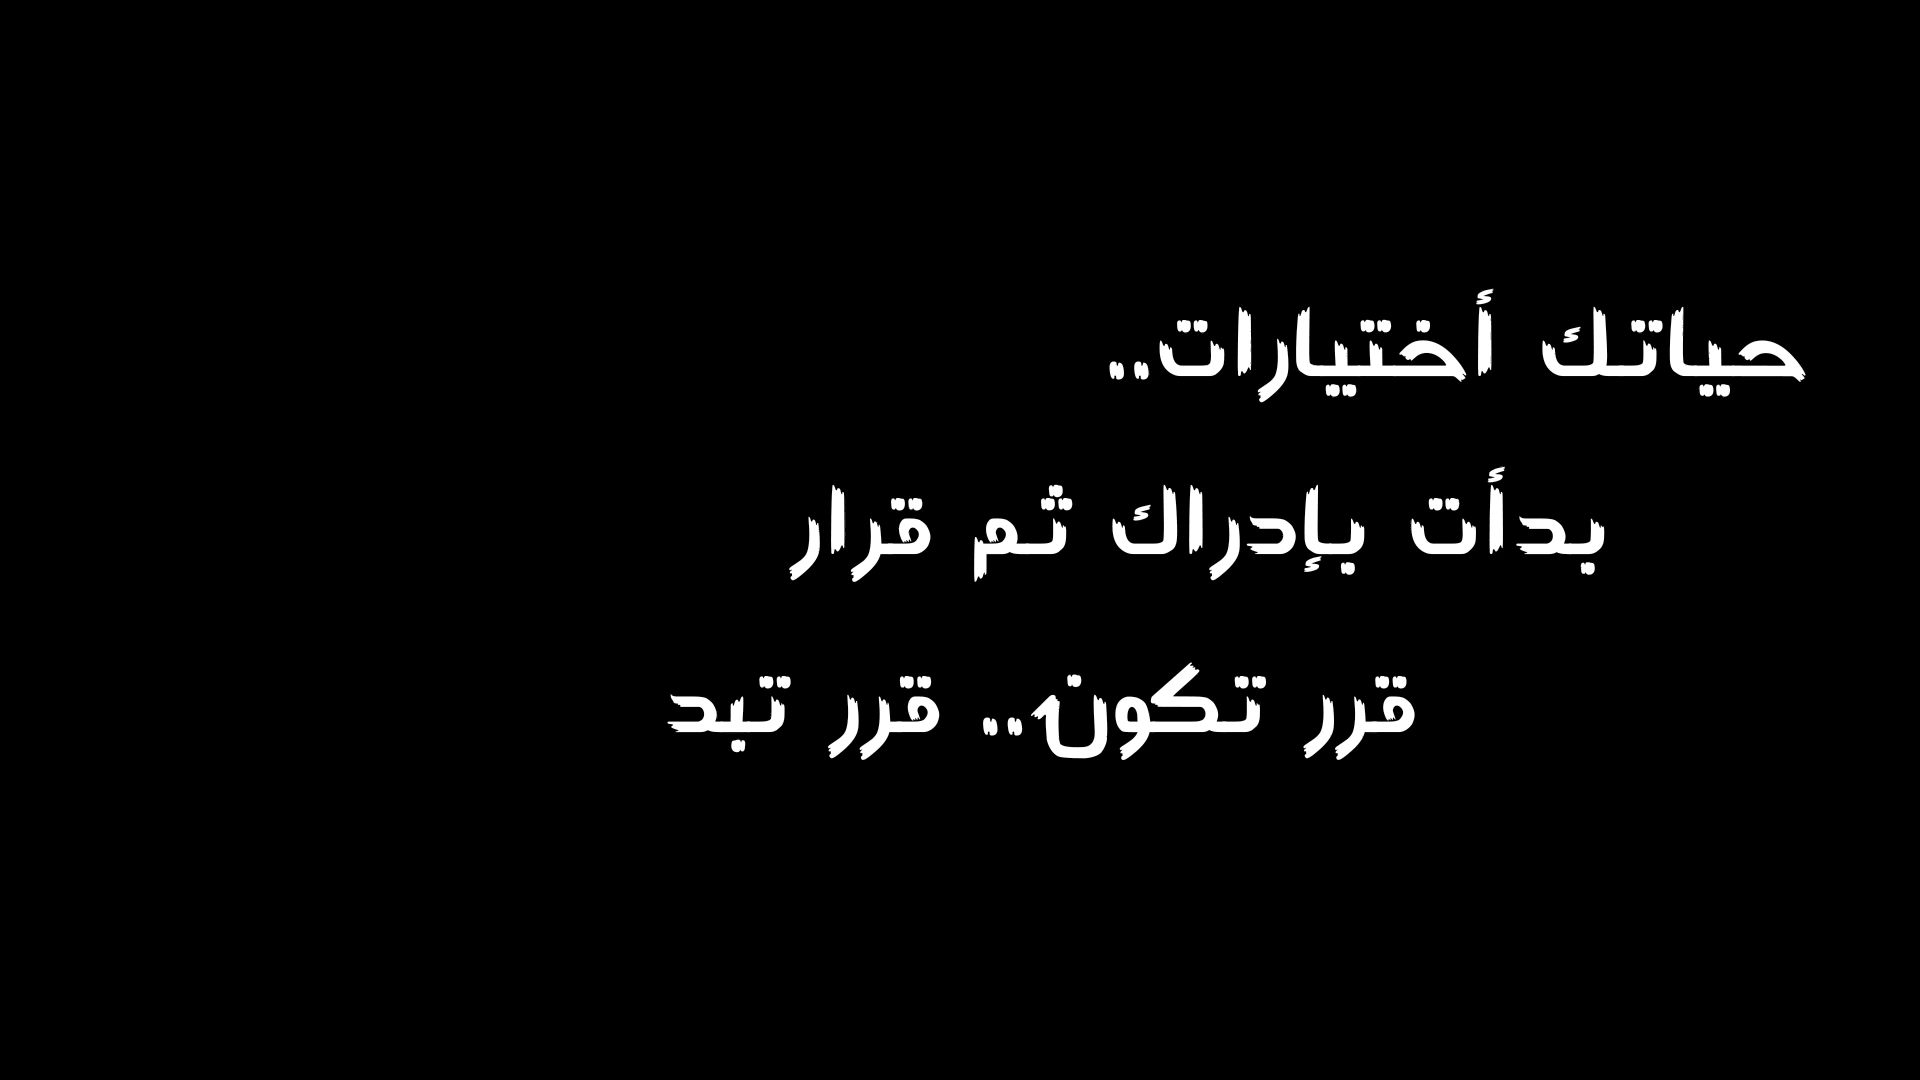 حياتك أختيارات..
بدأت بإدراك ثم قرار
قرر تكون.. قرر تبد